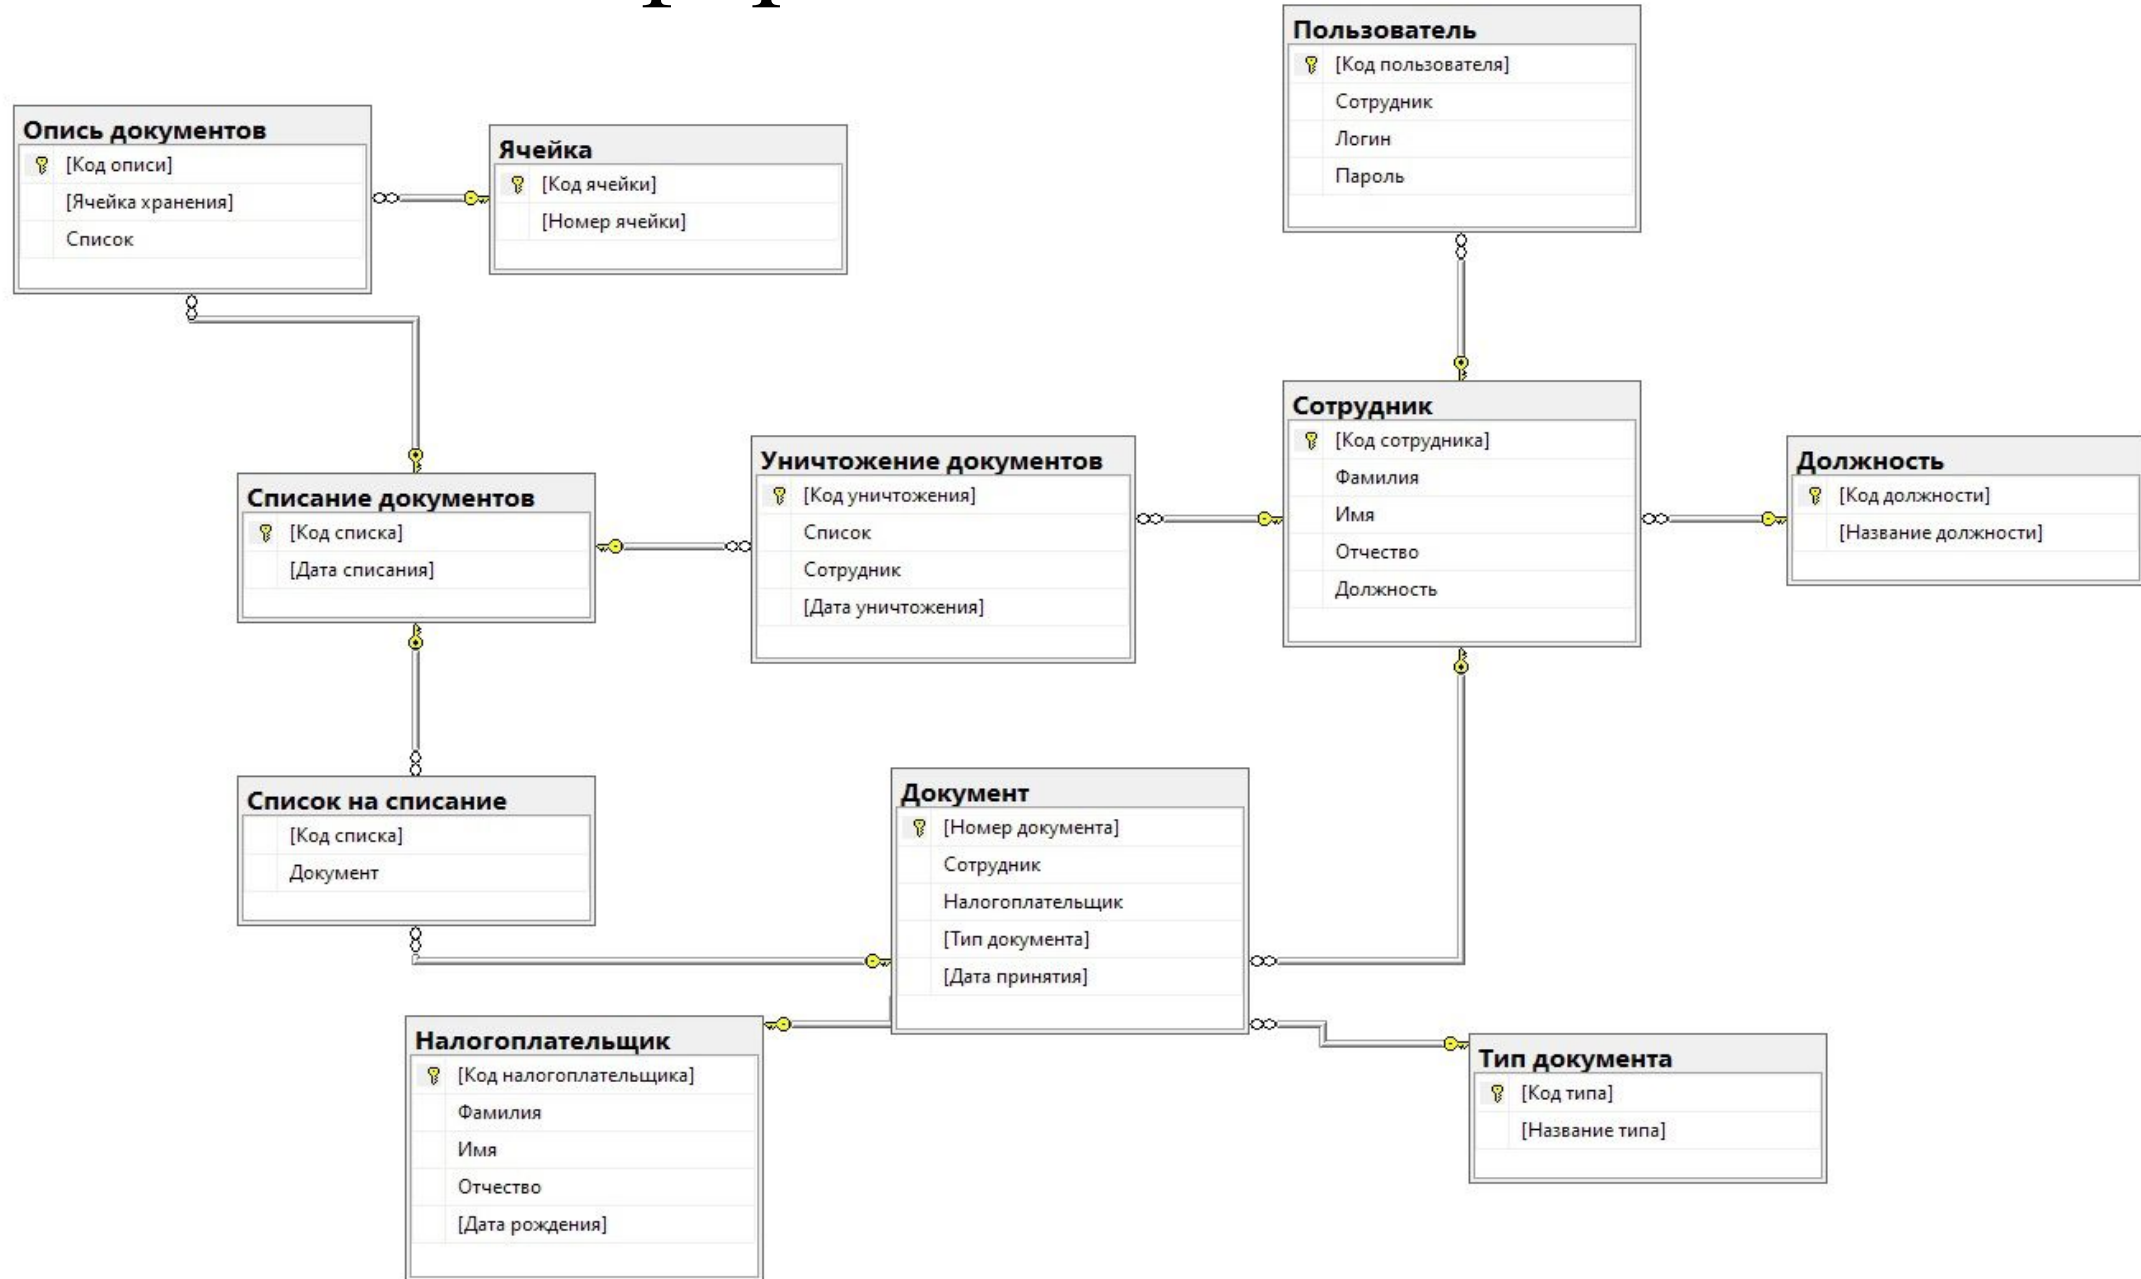 Пользователь
[Код пользователя]
Сотрудник
Логин
Пароль
Опись документов
[Код описи]
[Ячейка хранения]
Список
Ячейка
[Код ячейки]
[Номер ячейки]
Сотрудник
[Код сотрудника]
Фамилия
Имя
Отчество
Должность
Должность
[Код должности]
[Название должности]
Уничтожение документов
[Код уничтожения]
Список
Сотрудник
[Дата уничтожения]
Списание документов
[Код списка]
[Дата списания]
Список на списание
[Код списка]
Документ
Документ
[Номер документа]
Сотрудник
Налогоплательщик
[Тип документа]
[Дата принятия]
Налогоплательщик
[Код налогоплательщика]
Фамилия
Имя
Отчество
[Дата рождения]
Тип документа
[Код типа]
[Название типа]